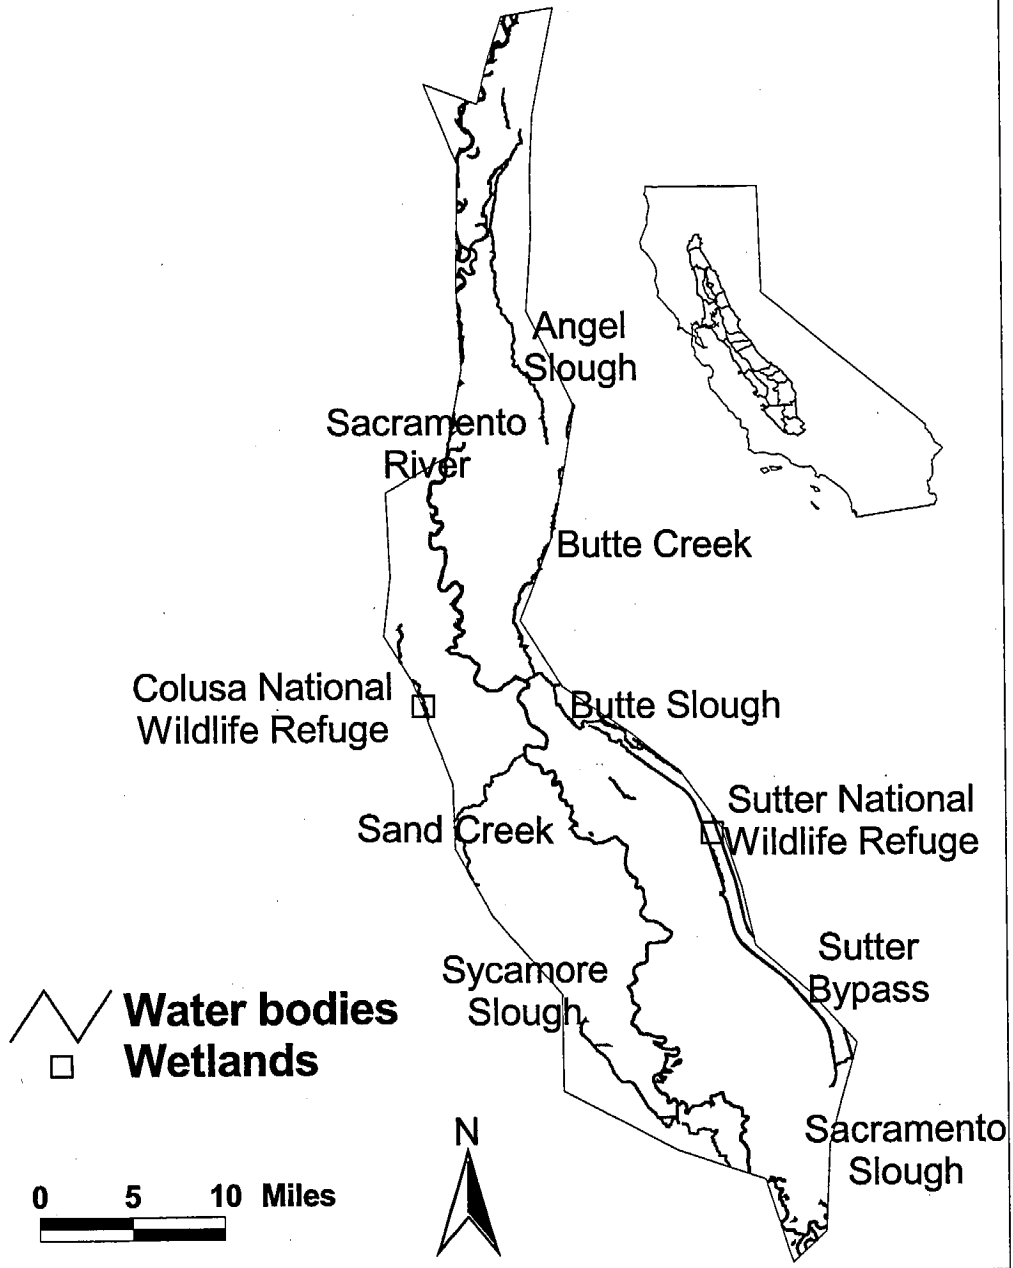 Angel
Slough
Sacramento
River
Butte Creek
Colusa National
Wildlife Refuge
Butte Slough
Sutter National
Wildlife Refuge
Sand Creek
Sutter
Bypass
Sycamore
Slough
Water bodies
Wetlands
Sacramento
Slough
N
0 5 10 Miles